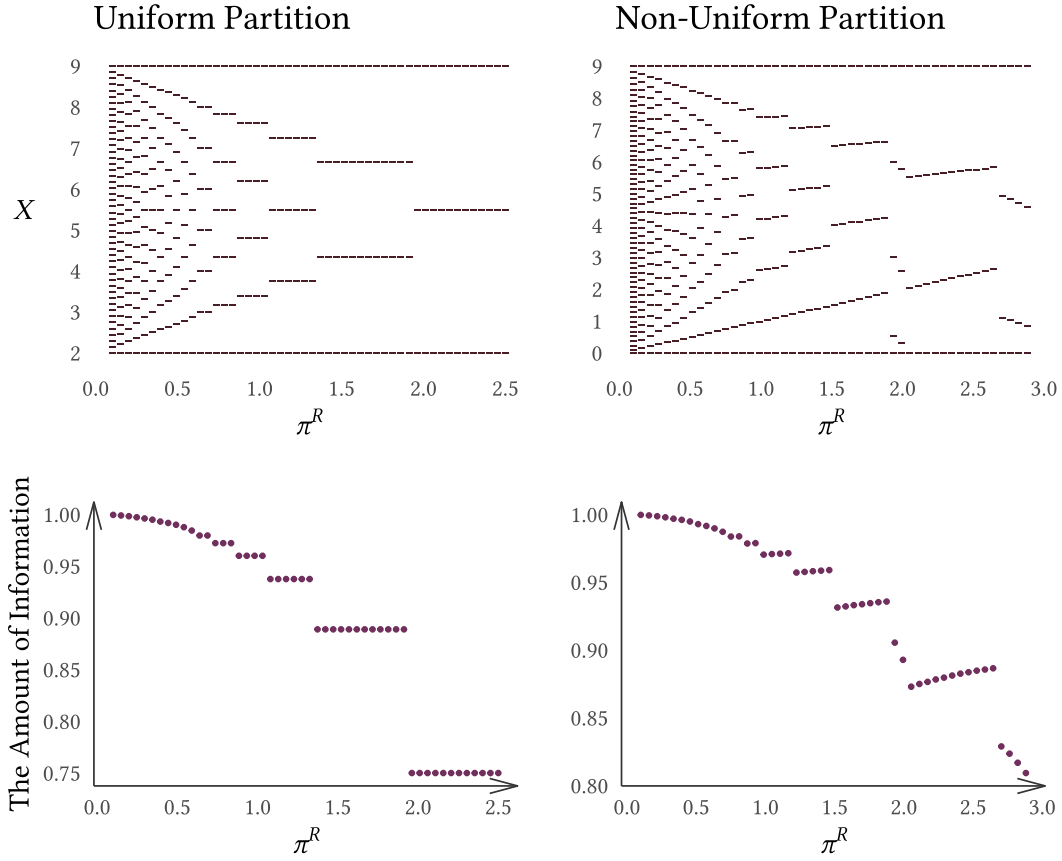 Uniform Partition
9
8
7
6
5
4
3
2
X
0.0 0.5 1.0 1.5 2.0 2.5
π^R
Non-Uniform Partition
9
8
7
6
5
4
3
2
1
0
0.0 0.5 1.0 1.5 2.0 2.5 3.0
π^R
The Amount of Information
1.00
0.95
0.90
0.85
0.80
0.75
0.0 0.5 1.0 1.5 2.0 2.5
π^R
1.00
0.95
0.90
0.85
0.80
0.0 0.5 1.0 1.5 2.0 2.5 3.0
π^R